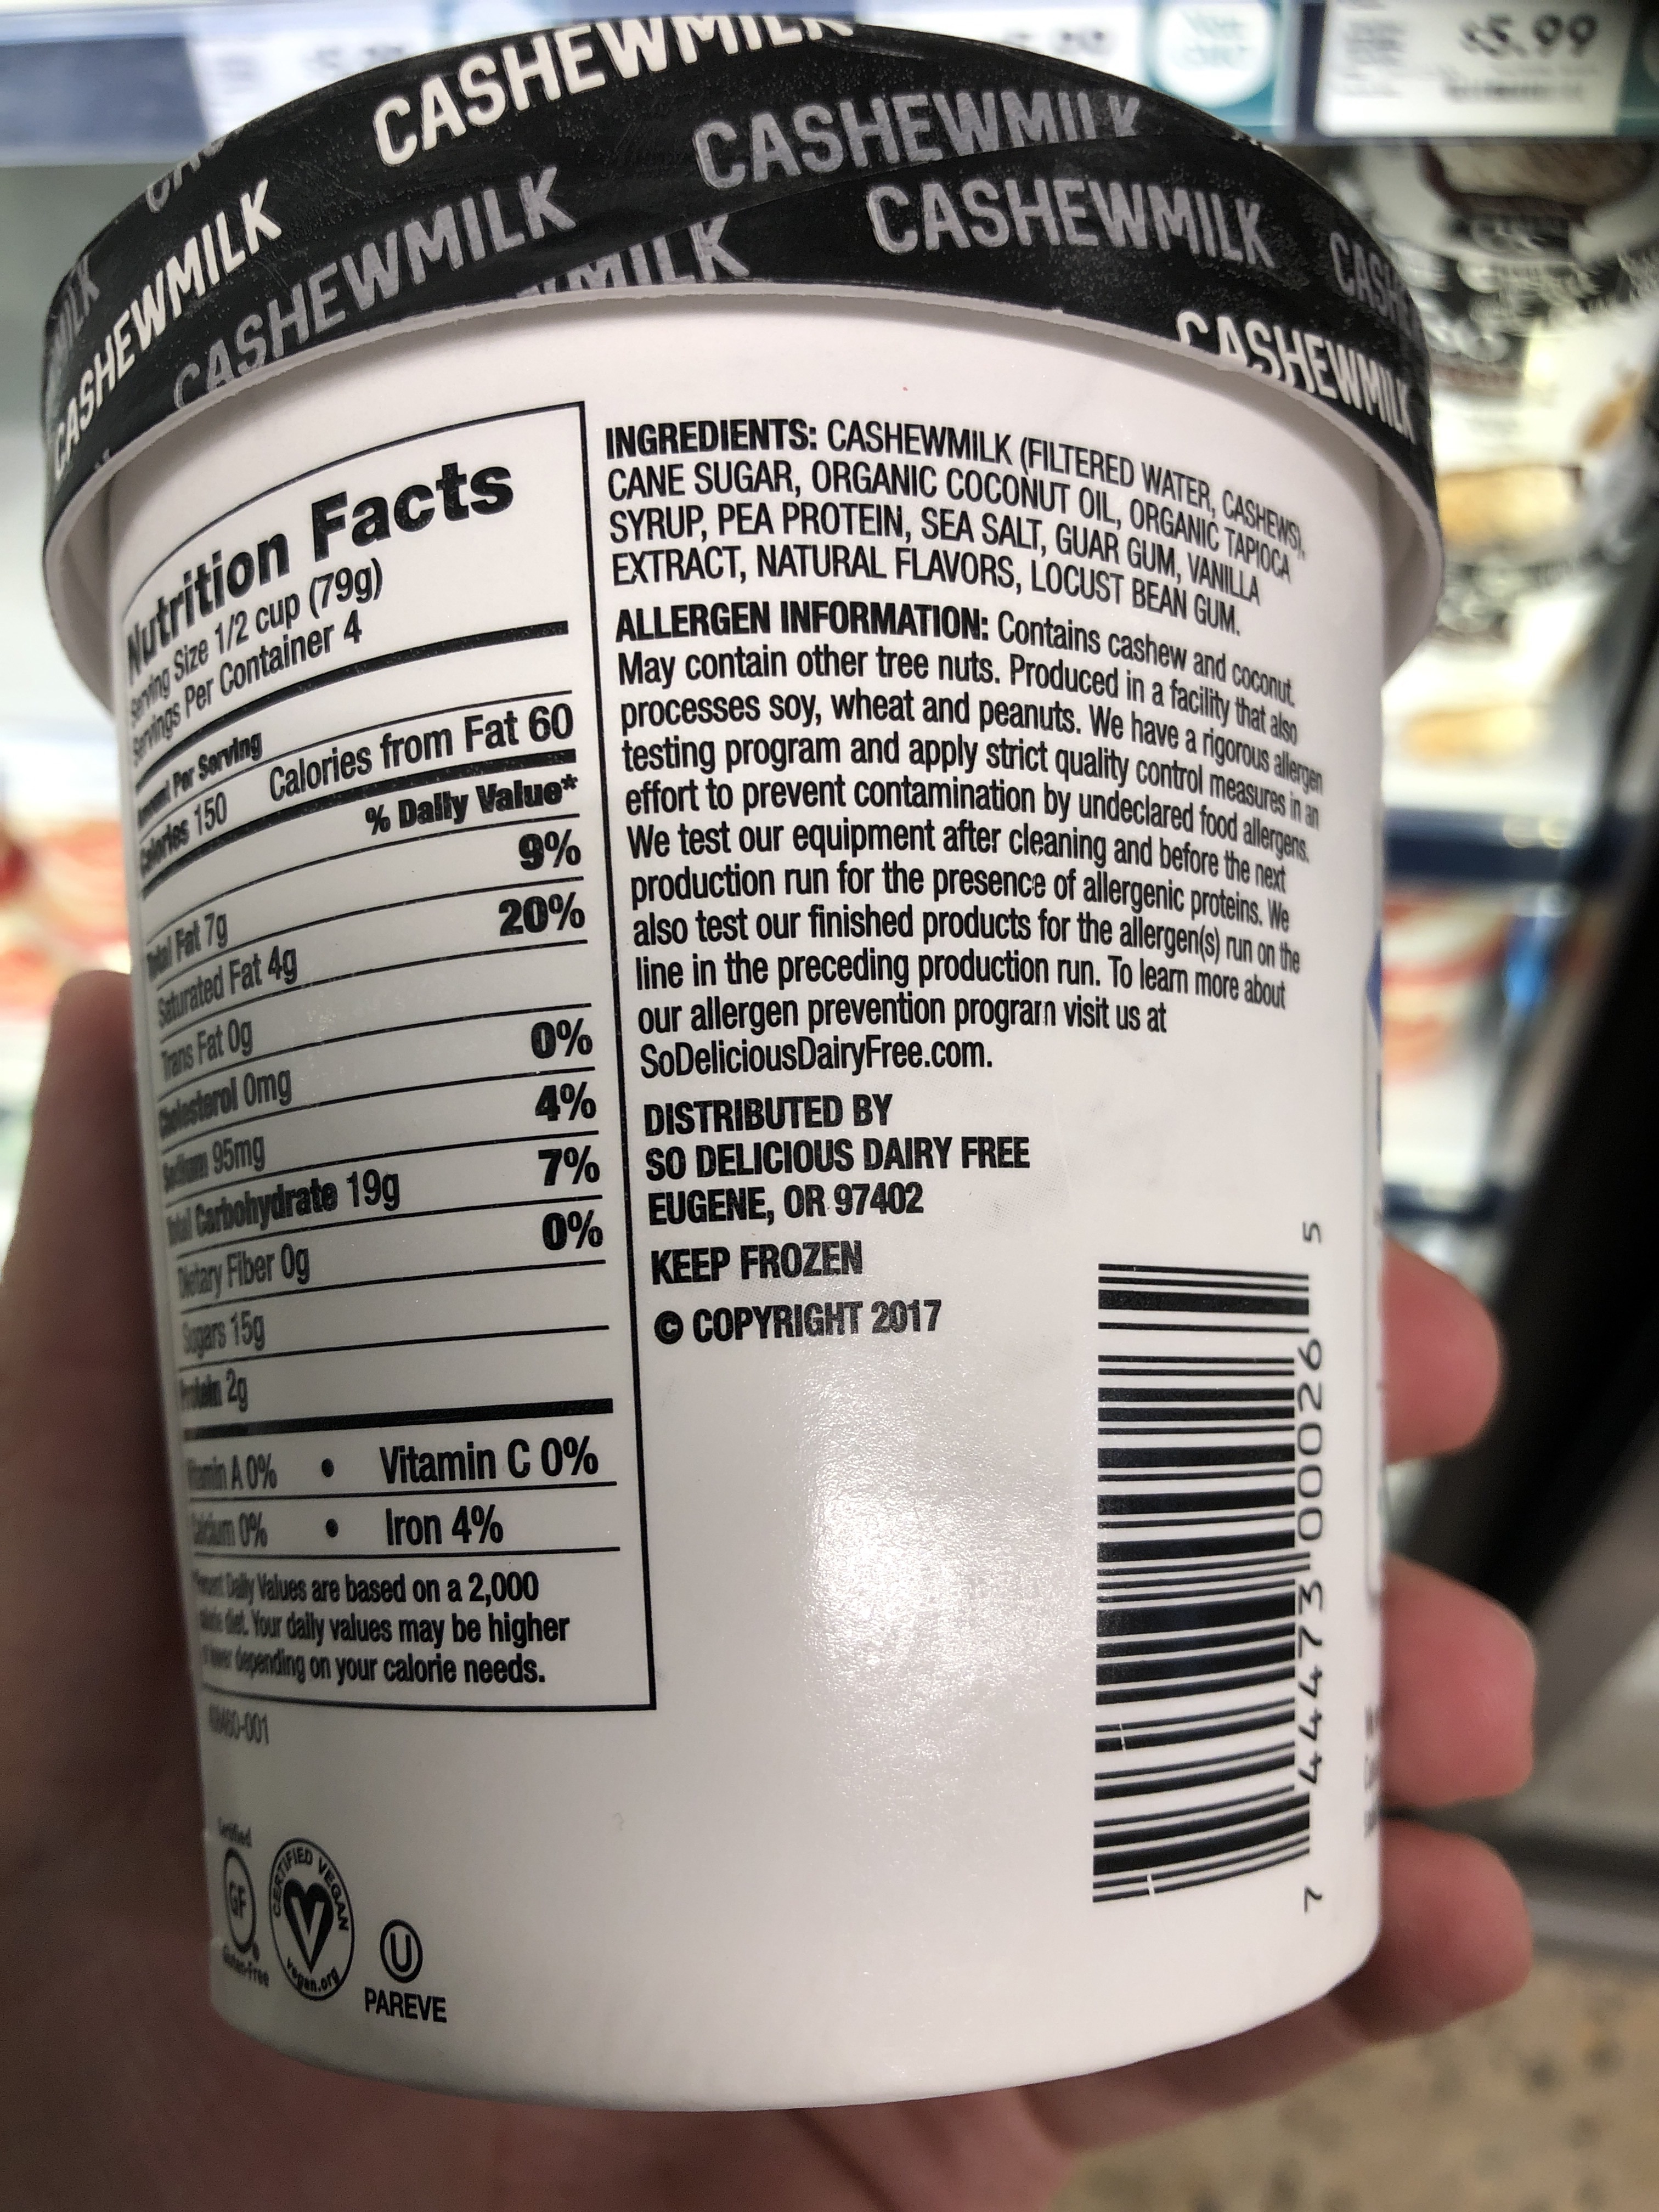 $5.99
CASHEWMILK
CASHEWMILK
CASHEWMILK
CASHEWMILK
MILK
CASHEWMILK
CASHEWMILK
Nutrition Facts
Serving Size 1/2 cup (79g)
Servings Per Container 4
Amount Per Serving
Calories 150 Calories from Fat 60
% Daily Value*
Total Fat 7g 9%
Saturated Fat 4g 20%
Trans Fat 0g
Cholesterol 0mg 0%
Sodium 95mg 4%
Total Carbohydrate 19g 7%
Dietary Fiber 0g 0%
Sugars 15g
Protein 2g
Vitamin A 0% • Vitamin C 0%
Calcium 0% • Iron 4%
*Percent Daily Values are based on a 2,000
calorie diet. Your daily values may be higher
or lower depending on your calorie needs.
INGREDIENTS: CASHEWMILK (FILTERED WATER, CASHEWS),
CANE SUGAR, ORGANIC COCONUT OIL, ORGANIC TAPIOCA
SYRUP, PEA PROTEIN, SEA SALT, GUAR GUM, VANILLA
EXTRACT, NATURAL FLAVORS, LOCUST BEAN GUM.
ALLERGEN INFORMATION: Contains cashew and coconut.
May contain other tree nuts. Produced in a facility that also
processes soy, wheat and peanuts. We have a rigorous allergen
testing program and apply strict quality control measures in an
effort to prevent contamination by undeclared food allergens.
We test our equipment after cleaning and before the next
production run for the presence of allergenic proteins. We
also test our finished products for the allergen(s) run on the
line in the preceding production run. To learn more about
our allergen prevention program visit us at
SoDeliciousDairyFree.com.
DISTRIBUTED BY
SO DELICIOUS DAIRY FREE
EUGENE, OR 97402
KEEP FROZEN
© COPYRIGHT 2017
7 44473 00026 5
Certified
GF
Gluten-Free
CERTIFIED VEGAN
V
vegan.org
U
PAREVE